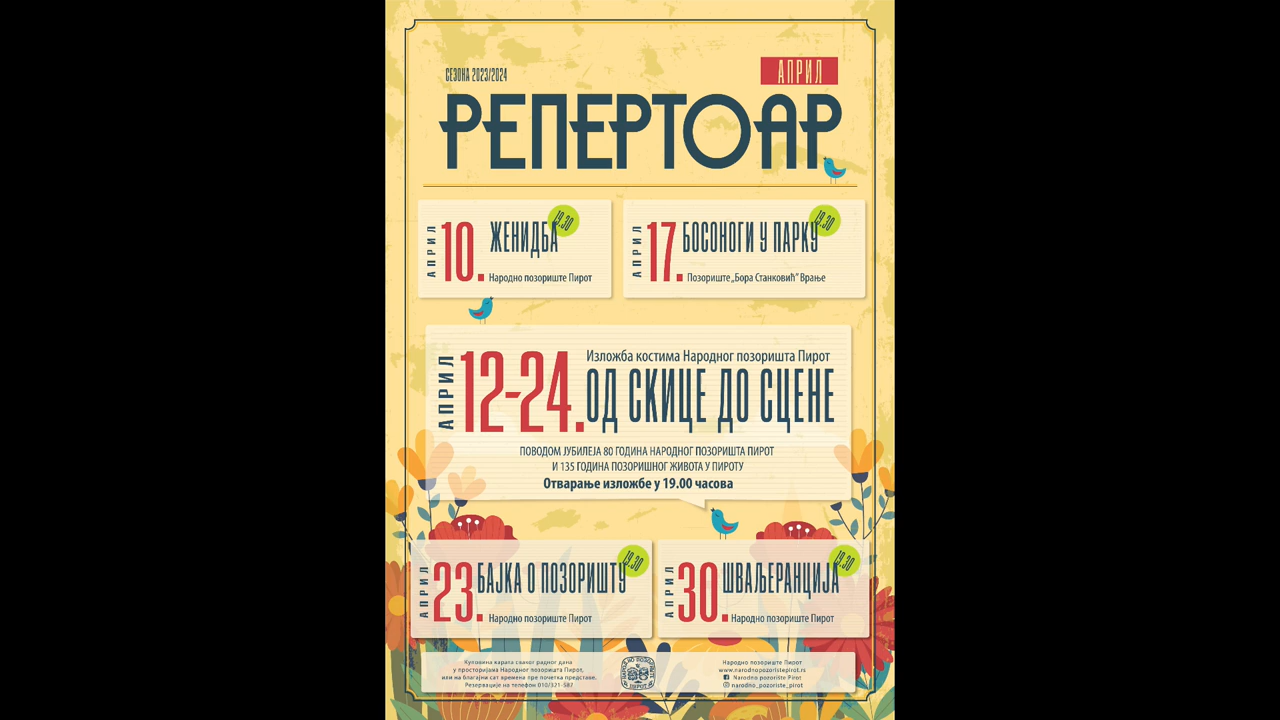 СЕЗОНА 2023/2024
АПРИЛ
РЕПЕРТОАР
АПРИЛ
10.
ЖЕНИДБА
19.30
Народно позориште Пирот
АПРИЛ
17.
БОСОНОГИ У ПАРКУ
19.30
Позориште „Бора Станковић“ Врање
АПРИЛ
12-24.
Изложба костима Народног позоришта Пирот
ОД СКИЦЕ ДО СЦЕНЕ
ПОВОДОМ ЈУБИЛЕЈА 80 ГОДИНА НАРОДНОГ ПОЗОРИШТА ПИРОТ
И 135 ГОДИНА ПОЗОРИШНОГ ЖИВОТА У ПИРОТУ
Отварање изложбе у 19.00 часова
АПРИЛ
23.
БАЈКА О ПОЗОРИШТУ
19.30
Народно позориште Пирот
АПРИЛ
30.
ШВАЉЕРАНЦИЈА
19.30
Народно позориште Пирот
Куповина карата сваког радног дана
у просторијама Народног позоришта Пирот,
или на благајни сат времена пре почетка представе.
Резервације на телефон 010/321-587
НАРОДНО ПОЗОРИШТЕ
ПИРОТ
Народно позориште Пирот
www.narodnopozoristepirot.rs
Narodno pozoriste Pirot
narodno_pozoriste_pirot